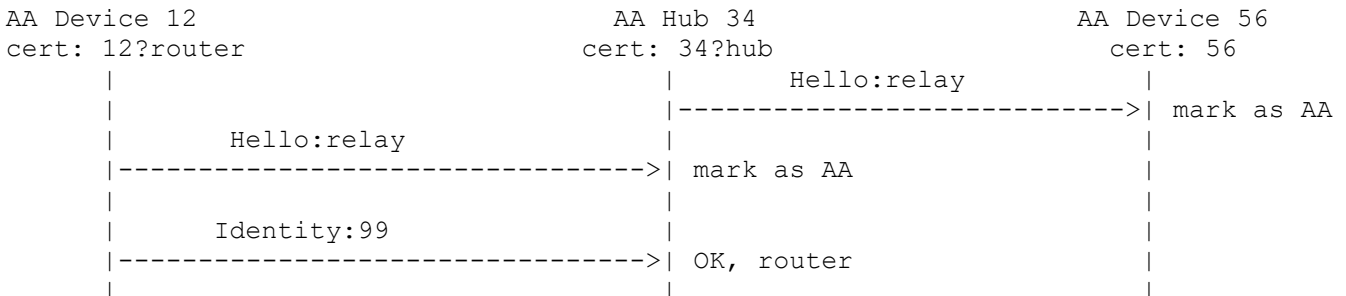 AA Device 12 AA Hub 34 AA Device 56
cert: 12?router cert: 34?hub cert: 56
Hello:relay
mark as AA
Hello:relay
mark as AA
Identity:99
OK, router